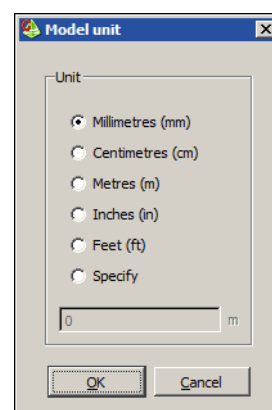 Model unit
Unit
Millimetres (mm)
Centimetres (cm)
Metres (m)
Inches (in)
Feet (ft)
Specify
0 m
OK Cancel